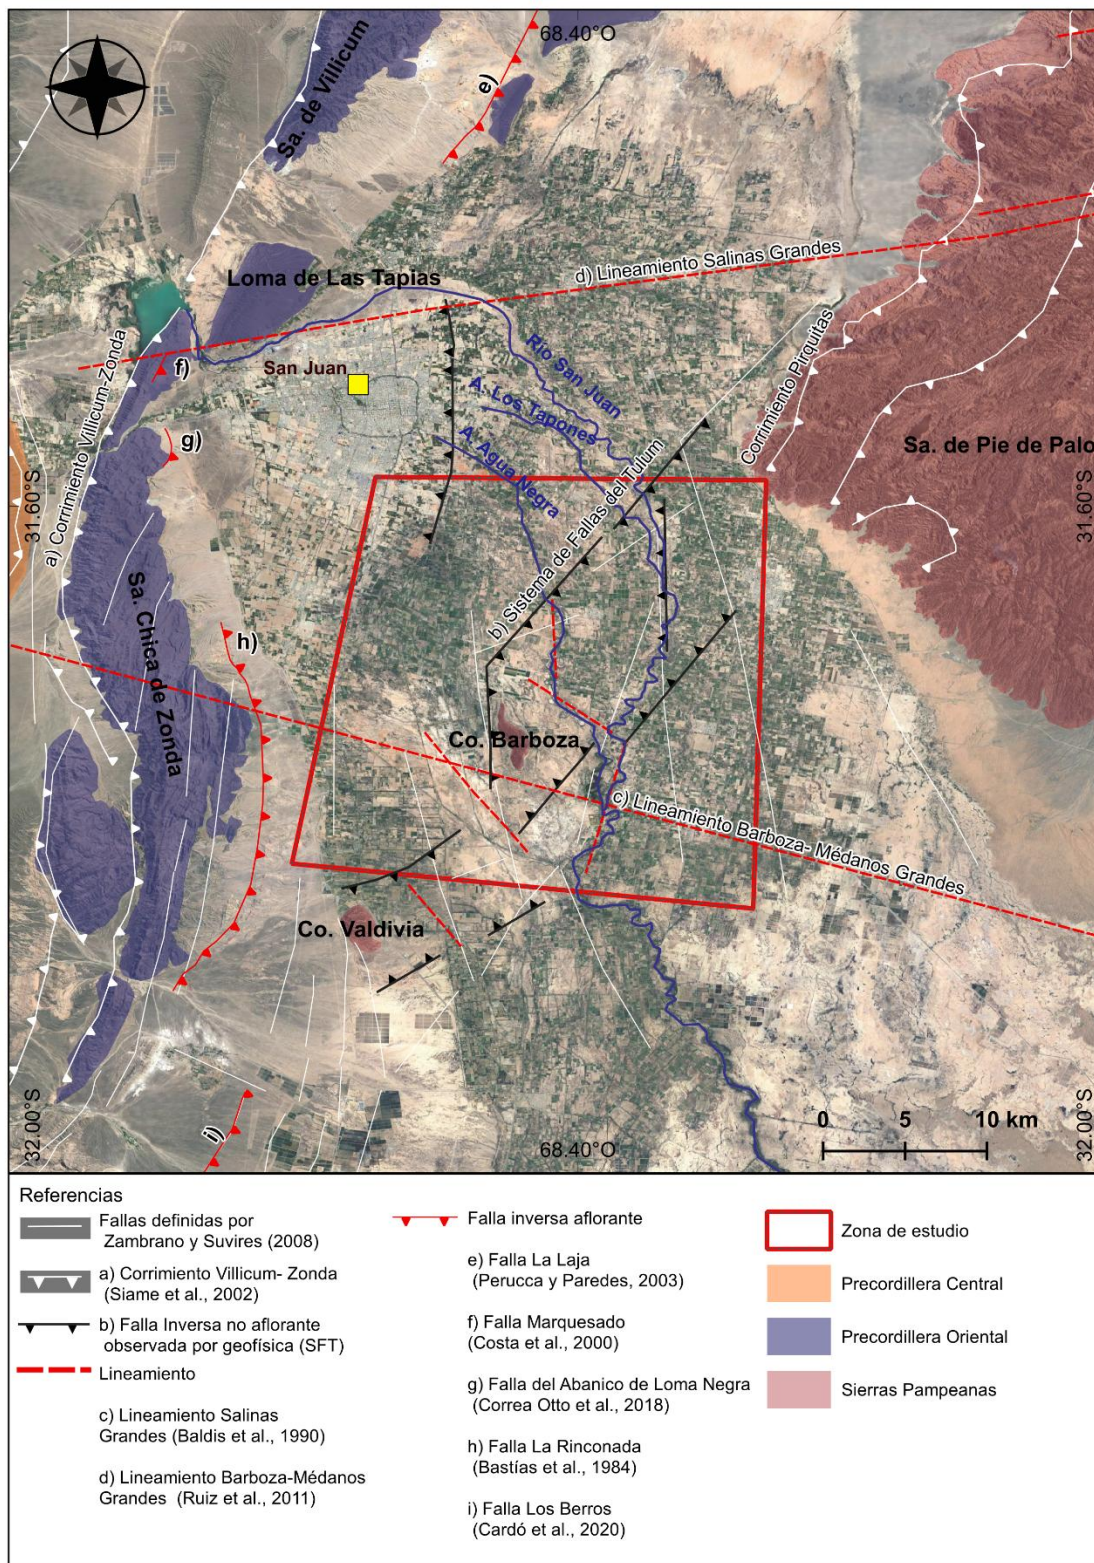 68.40°O
Sa. de Villicum
e)
Loma de Las Tapias
d) Lineamiento Salinas Grandes
a) Corrimiento Villicum-Zonda
f)
San Juan
Río San Juan
A. Los Tapones
A. Agua Negra
Corrimiento Pirquitas
Sa. de Pie de Palo
g)
31.60°S
31.60°S
b) Sistema de Fallas del Tulum
Sa. Chica de Zonda
h)
Co. Barboza
c) Lineamiento Barboza- Médanos Grandes
Co. Valdivia
i)
32.00°S
68.40°O
0 5 10 km
32.00°S
Referencias
Fallas definidas por
Zambrano y Suvires (2008)
a) Corrimiento Villicum- Zonda
(Siame et al., 2002)
b) Falla Inversa no aflorante
observada por geofísica (SFT)
Lineamiento
c) Lineamiento Salinas
Grandes (Baldis et al., 1990)
d) Lineamiento Barboza-Médanos
Grandes (Ruiz et al., 2011)
Falla inversa aflorante
e) Falla La Laja
(Perucca y Paredes, 2003)
f) Falla Marquesado
(Costa et al., 2000)
g) Falla del Abanico de Loma Negra
(Correa Otto et al., 2018)
h) Falla La Rinconada
(Bastías et al., 1984)
i) Falla Los Berros
(Cardó et al., 2020)
Zona de estudio
Precordillera Central
Precordillera Oriental
Sierras Pampeanas